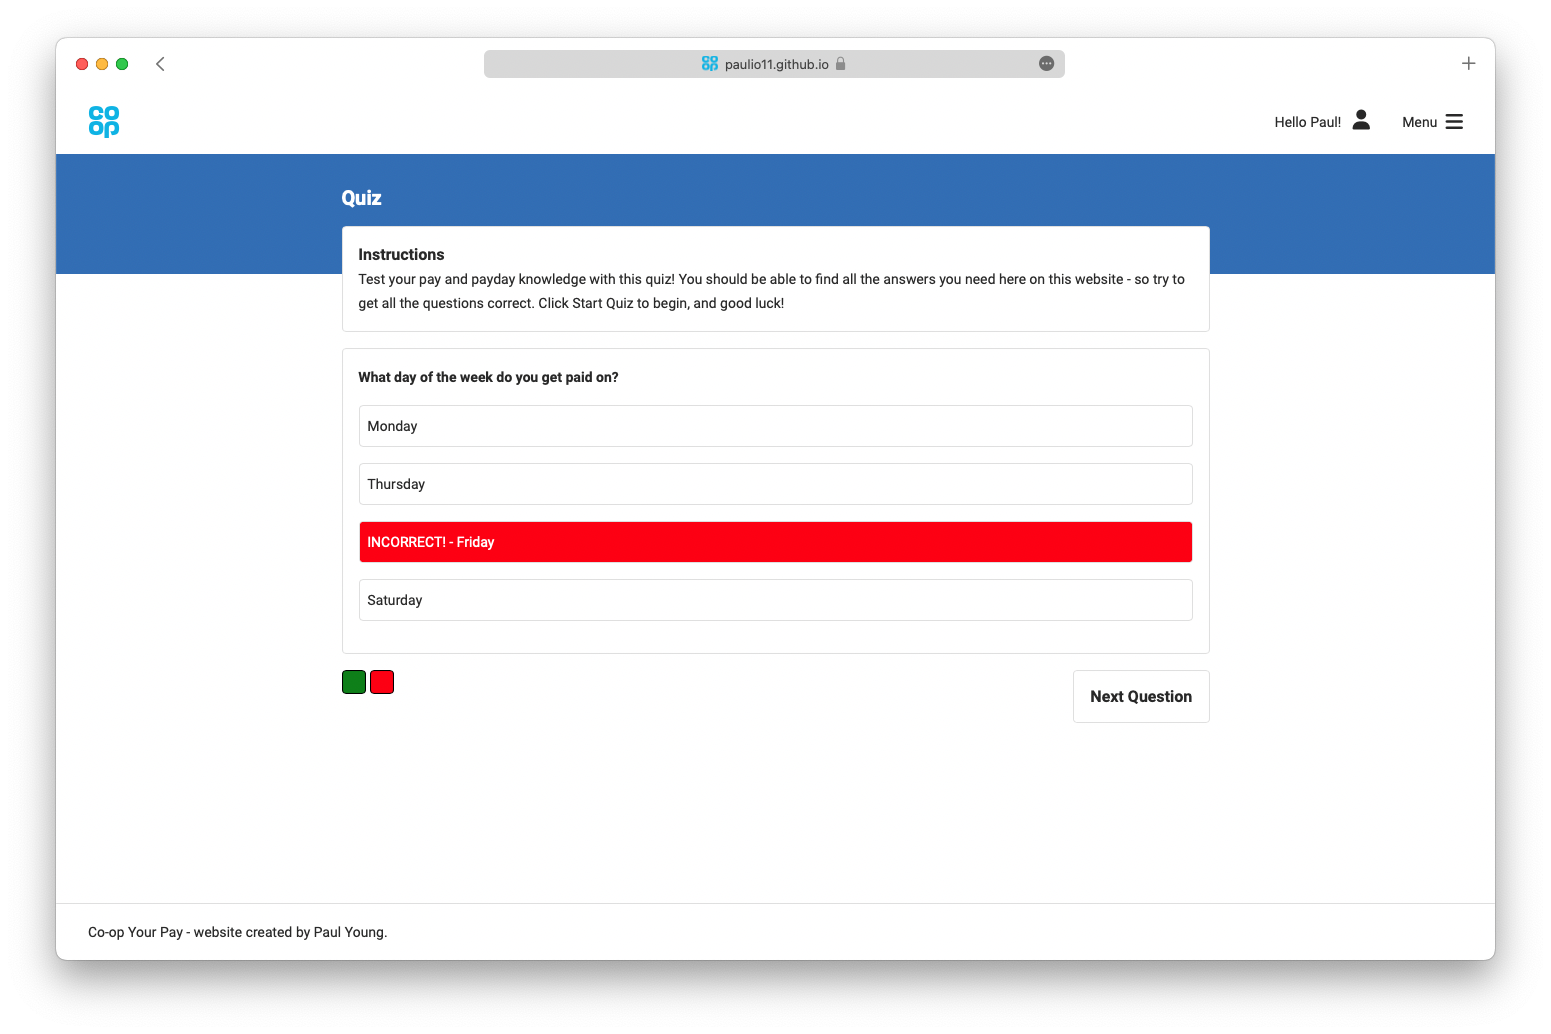 paulio11.github.io
co
op
Hello Paul!
Menu
Quiz
Instructions
Test your pay and payday knowledge with this quiz! You should be able to find all the answers you need here on this website - so try to
get all the questions correct. Click Start Quiz to begin, and good luck!
What day of the week do you get paid on?
Monday
Thursday
INCORRECT! - Friday
Saturday
Next Question
Co-op Your Pay - website created by Paul Young.